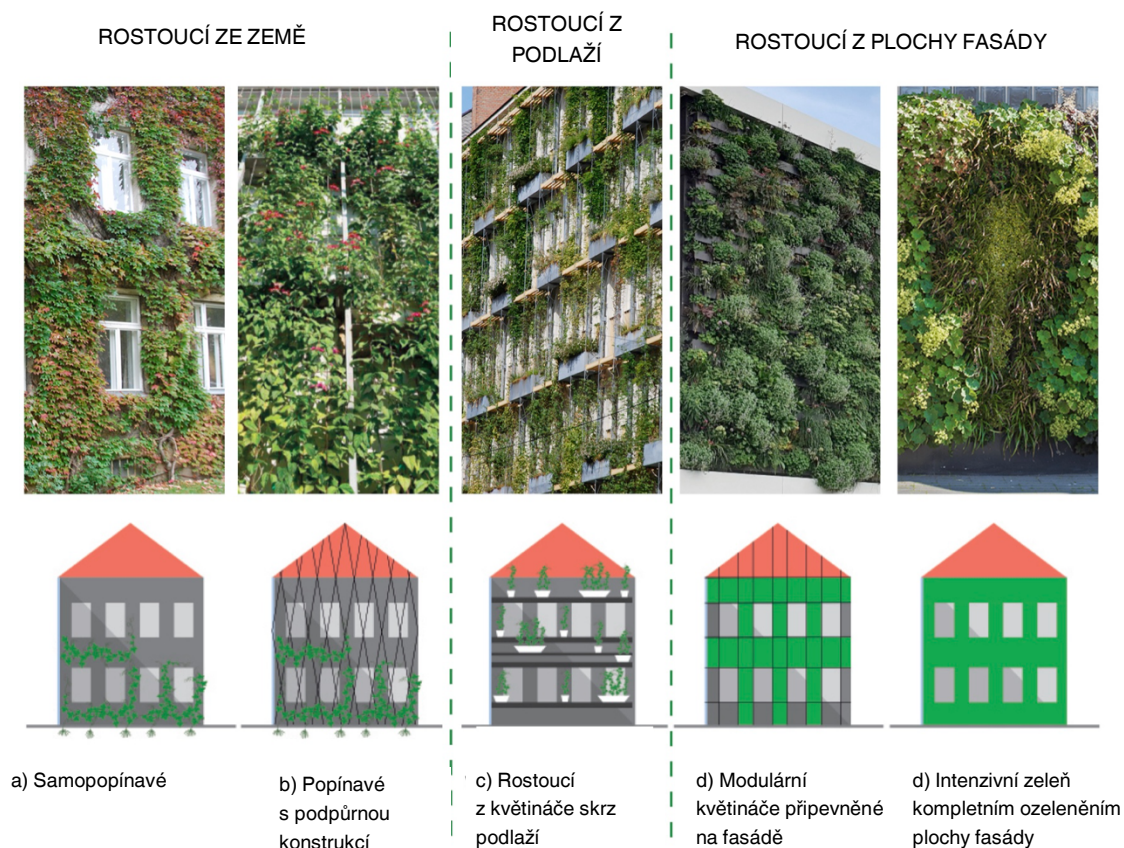 ROSTOUCÍ ZE ZEMĚ
ROSTOUCÍ Z
PODLAŽÍ
ROSTOUCÍ Z PLOCHY FASÁDY
a) Samopopínavé
b) Popínavé
s podpůrnou
konstrukcí
c) Rostoucí
z květináče skrz
podlaží
d) Modulární
květináče připevněné
na fasádě
d) Intenzivní zeleň
kompletním ozeleněním
plochy fasády